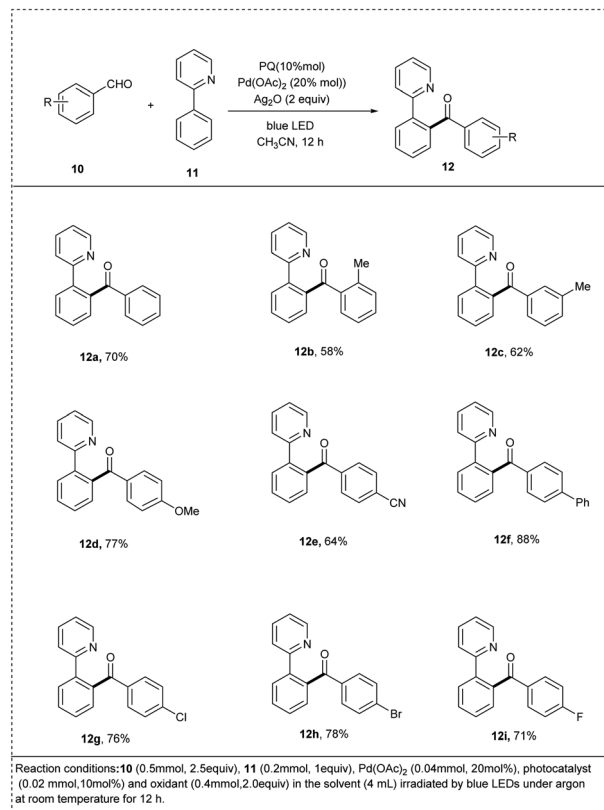 PQ(10%mol)
Pd(OAc)2 (20% mol))
Ag2O (2 equiv)
blue LED
CH3CN, 12 h
R
CHO
+
N
N
O
R
10
11
12
N
O
12a, 70%
N
O
Me
12b, 58%
N
O
Me
12c, 62%
N
O
OMe
12d, 77%
N
O
CN
12e, 64%
N
O
Ph
12f, 88%
N
O
Cl
12g, 76%
N
O
Br
12h, 78%
N
O
F
12i, 71%
Reaction conditions:10 (0.5mmol, 2.5equiv), 11 (0.2mmol, 1equiv), Pd(OAc)2 (0.04mmol, 20mol%), photocatalyst
(0.02 mmol,10mol%) and oxidant (0.4mmol,2.0equiv) in the solvent (4 mL) irradiated by blue LEDs under argon
at room temperature for 12 h.